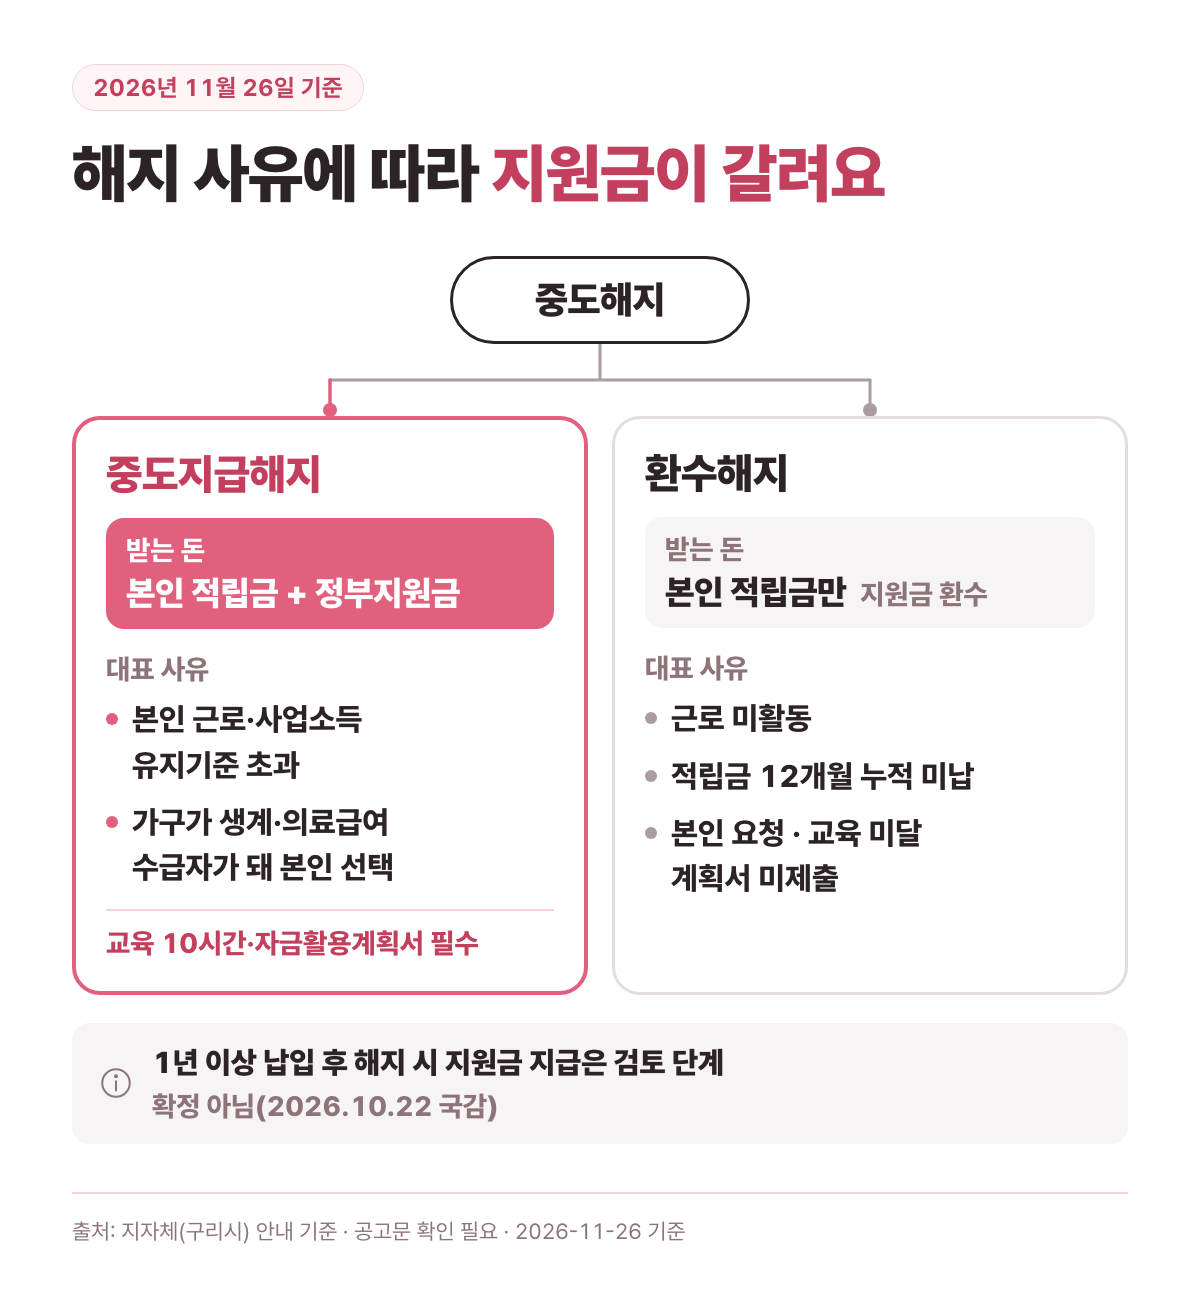 2026년 11월 26일 기준
해지 사유에 따라 지원금이 갈려요
중도해지
중도지급해지
받는 돈
본인 적립금 + 정부지원금
대표 사유
본인 근로·사업소득
유지기준 초과
가구가 생계·의료급여
수급자가 돼 본인 선택
교육 10시간·자금활용계획서 필수
환수해지
받는 돈
본인 적립금만 지원금 환수
대표 사유
근로 미활동
적립금 12개월 누적 미납
본인 요청 · 교육 미달
계획서 미제출
1년 이상 납입 후 해지 시 지원금 지급은 검토 단계
확정 아님(2026.10.22 국감)
출처: 지자체(구리시) 안내 기준 · 공고문 확인 필요 · 2026-11-26 기준